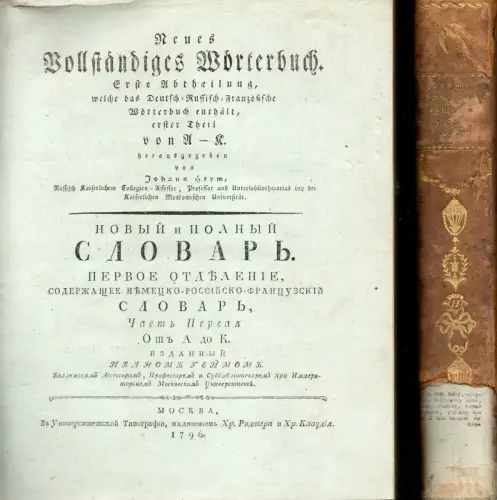 Neues
Vollständiges Wörterbuch.
Erste Abtheilung,
welche das Deutsch-Russisch-Französische
Wörterbuch enthält,
erster Theil
von A – K.
herausgegeben
von
Johann Heym,
Russisch Kaiserlichem Collegien-Assessor, Professor und Unterbibliothecarius bey der
Kaiserlichen Moskowischen Universität.
НОВЫЙ И ПОЛНЫЙ
СЛОВАРЬ.
ПЕРВОЕ ОТДѢЛЕНІЕ,
СОДЕРЖАЩЕЕ НѢМЕЦКО-РОССІЙСКО-ФРАНЦУЗСКІЙ
СЛОВАРЬ,
Часть Первая
Отъ А до К.
ИЗДАННЫЙ
ИВАНОМЪ ГЕЙМОМЪ
Коллежскимъ Ассессоромъ, Профессоромъ и Суббибліотекаремъ при Импера-
торскомъ Московскомъ Университетѣ.
МОСКВА,
Въ Университетской Типографіи, иждивеніемъ Хр. Ридигера и Хр. Клаудія.
1796.